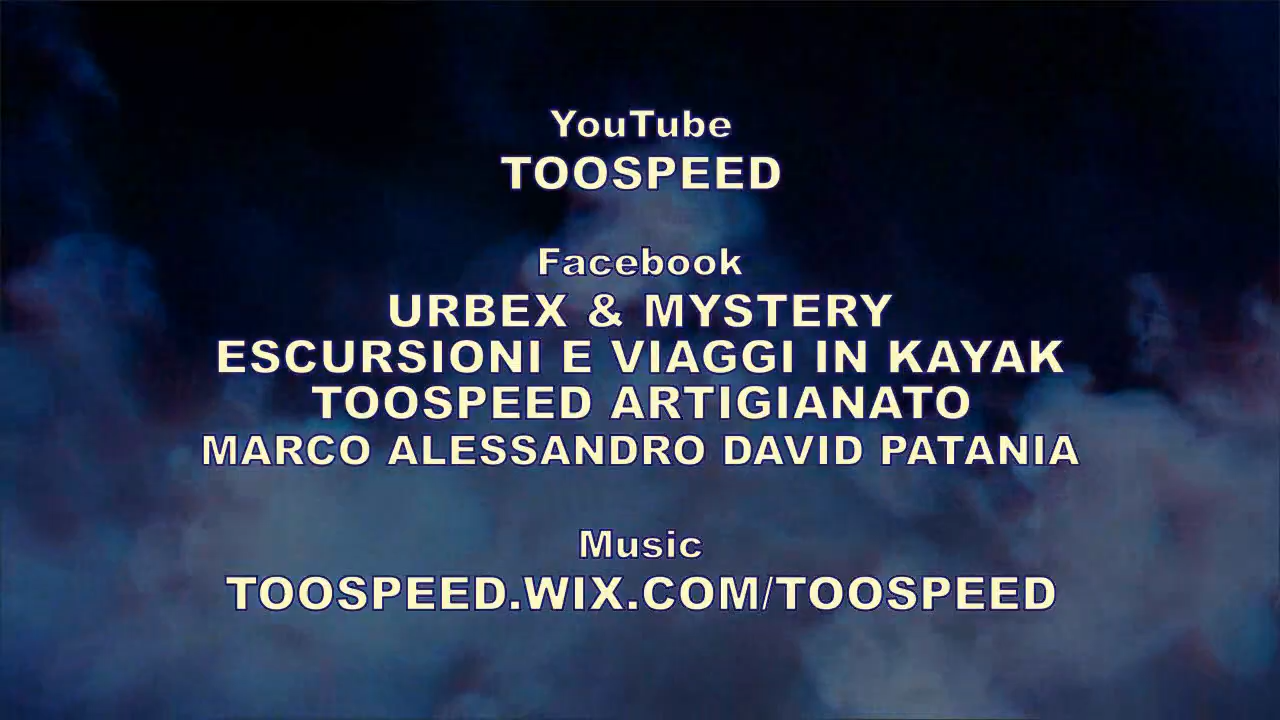 YouTube
TOOSPEED
Facebook
URBEX & MYSTERY
ESCURSIONI E VIAGGI IN KAYAK
TOOSPEED ARTIGIANATO
MARCO ALESSANDRO DAVID PATANIA
Music
TOOSPEED.WIX.COM/TOOSPEED